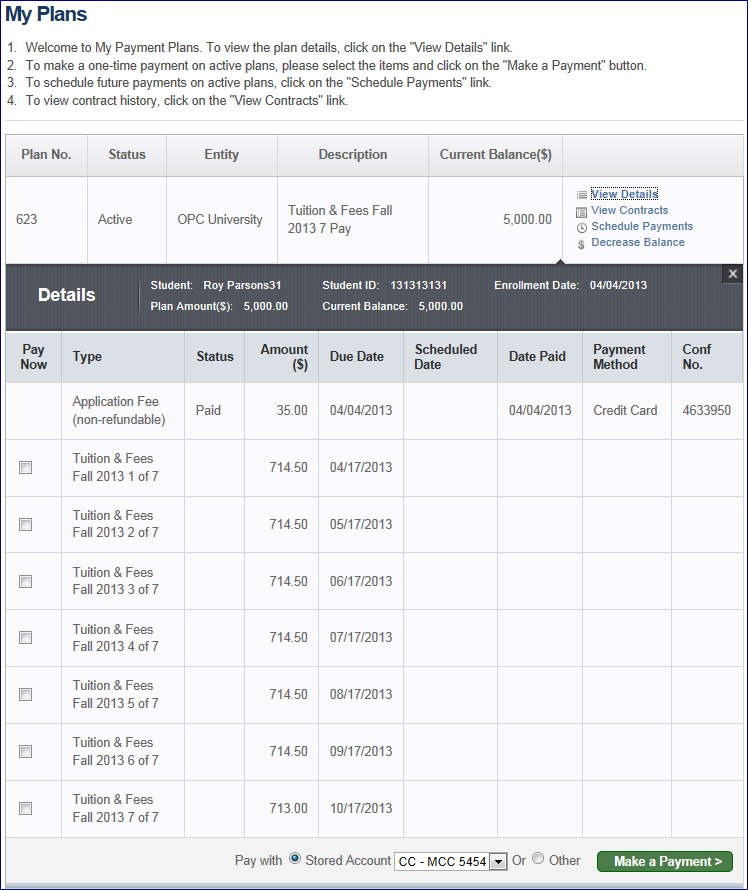 My Plans
1. Welcome to My Payment Plans. To view the plan details, click on the "View Details" link.
2. To make a one-time payment on active plans, please select the items and click on the "Make a Payment" button.
3. To schedule future payments on active plans, click on the "Schedule Payments" link.
4. To view contract history, click on the "View Contracts" link.
Plan No. Status Entity Description Current Balance($)
623 Active OPC University Tuition & Fees Fall 2013 7 Pay 5,000.00
View Details
View Contracts
Schedule Payments
$ Decrease Balance
X
Details
Student: Roy Parsons31 Student ID: 131313131 Enrollment Date: 04/04/2013
Plan Amount($): 5,000.00 Current Balance: 5,000.00
Pay Now Type Status Amount ($) Due Date Scheduled Date Date Paid Payment Method Conf No.
Application Fee (non-refundable) Paid 35.00 04/04/2013 04/04/2013 Credit Card 4633950
Tuition & Fees Fall 2013 1 of 7 714.50 04/17/2013
Tuition & Fees Fall 2013 2 of 7 714.50 05/17/2013
Tuition & Fees Fall 2013 3 of 7 714.50 06/17/2013
Tuition & Fees Fall 2013 4 of 7 714.50 07/17/2013
Tuition & Fees Fall 2013 5 of 7 714.50 08/17/2013
Tuition & Fees Fall 2013 6 of 7 714.50 09/17/2013
Tuition & Fees Fall 2013 7 of 7 713.00 10/17/2013
Pay with Stored Account CC - MCC 5454 Or Other Make a Payment >